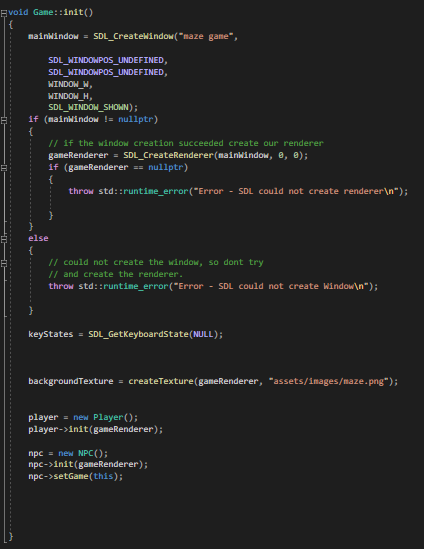 void Game::init()
{
mainWindow = SDL_CreateWindow("maze game",
SDL_WINDOWPOS_UNDEFINED,
SDL_WINDOWPOS_UNDEFINED,
WINDOW_W,
WINDOW_H,
SDL_WINDOW_SHOWN);
if (mainWindow != nullptr)
{
// if the window creation succeeded create our renderer
gameRenderer = SDL_CreateRenderer(mainWindow, 0, 0);
if (gameRenderer == nullptr)
{
throw std::runtime_error("Error - SDL could not create renderer\n");
}
}
else
{
// could not create the window, so dont try
// and create the renderer.
throw std::runtime_error("Error - SDL could not create Window\n");
}
keyStates = SDL_GetKeyboardState(NULL);
backgroundTexture = createTexture(gameRenderer, "assets/images/maze.png");
player = new Player();
player->init(gameRenderer);
npc = new NPC();
npc->init(gameRenderer);
npc->setGame(this);
}